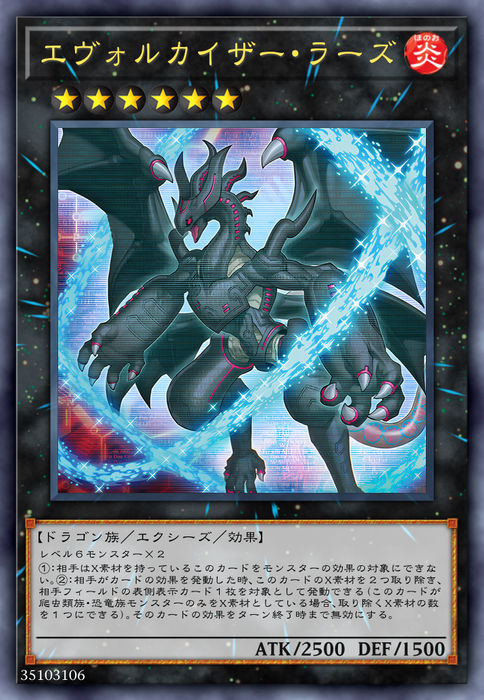 エヴォルカイザー・ラーズ
ほのお
炎
【ドラゴン族/エクシーズ/効果】
レベル6モンスター×2
①:相手はX素材を持っているこのカードをモンスターの効果の対象にできな
い。②:相手がカードの効果を発動した時、このカードのX素材を2つ取り除き、
相手フィールドの表側表示カード1枚を対象として発動できる(このカードが
爬虫類族・恐竜族モンスターのみをX素材としている場合、取り除くX素材の数
を1つにできる)。そのカードの効果をターン終了時まで無効にする。
ATK/2500 DEF/1500
35103106